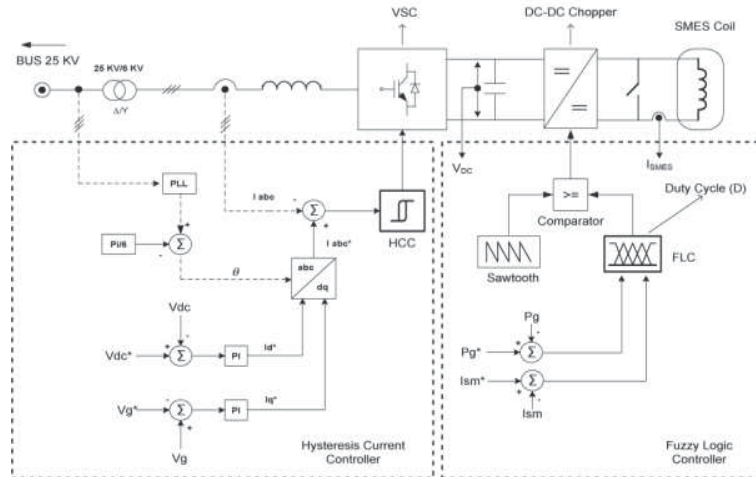 VSC
DC-DC Chopper
SMES Coil
BUS 25 KV
25 KV/6 KV
Δ/Y
VDC
ISMES
PLL
I abc
-
Σ
+
I abc*
HCC
>=
Comparator
Duty Cycle (D)
Pi/6
-
+
Σ
θ
abc
dq
Sawtooth
FLC
Vdc
Vdc*
+
-
Σ
PI
Id*
Pg
Pg*
+
-
Σ
Ism*
+
-
Σ
Ism
Vg*
-
+
Σ
PI
Iq*
Vg
Hysteresis Current
Controller
Fuzzy Logic
Controller